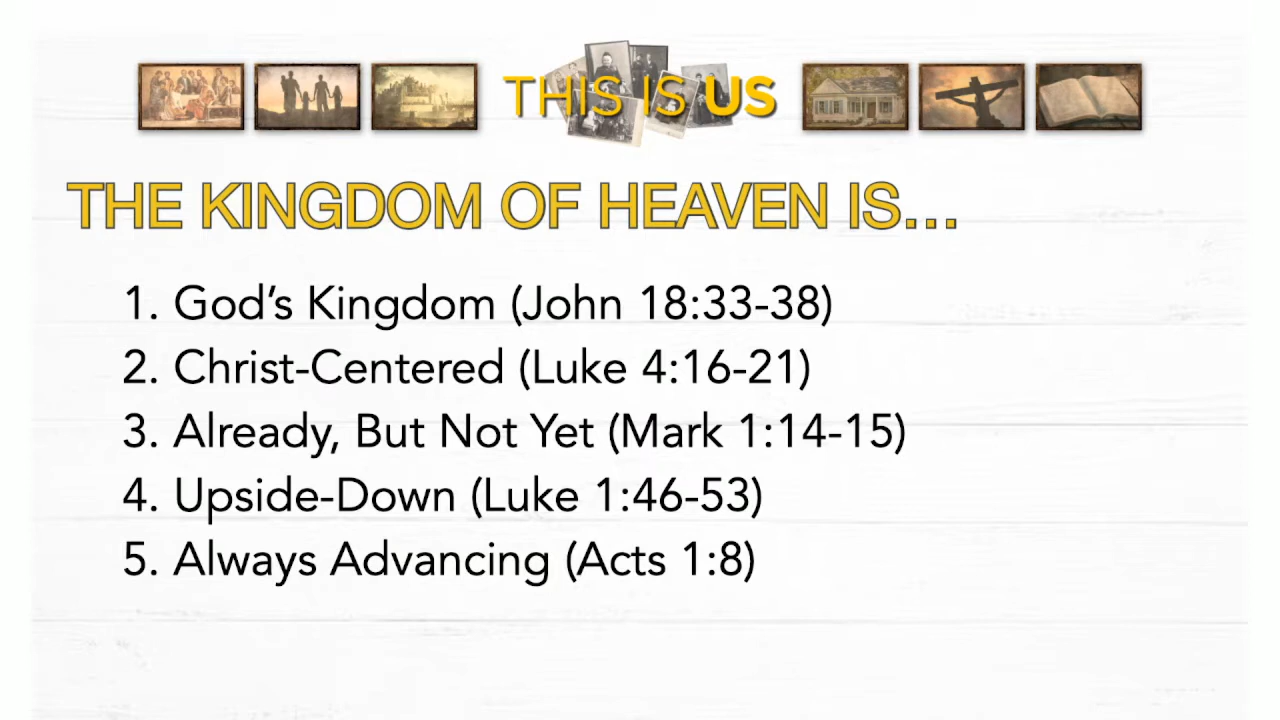 THIS IS US
THE KINGDOM OF HEAVEN IS...
1. God’s Kingdom (John 18:33-38)
2. Christ-Centered (Luke 4:16-21)
3. Already, But Not Yet (Mark 1:14-15)
4. Upside-Down (Luke 1:46-53)
5. Always Advancing (Acts 1:8)